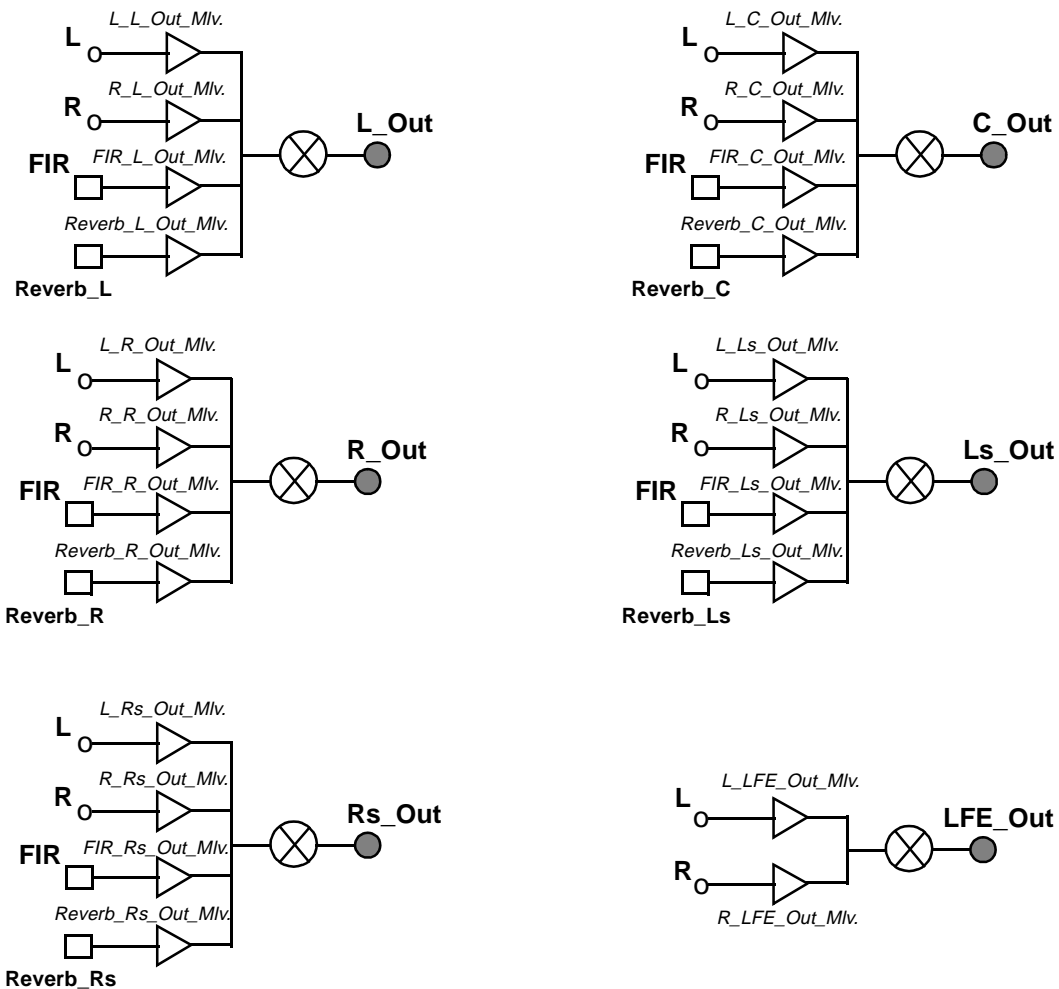 L_L_Out_Mlv.
L
R_L_Out_Mlv.
R
L_Out
FIR_L_Out_Mlv.
FIR
Reverb_L_Out_Mlv.
Reverb_L
L_C_Out_Mlv.
L
R_C_Out_Mlv.
R
C_Out
FIR_C_Out_Mlv.
FIR
Reverb_C_Out_Mlv.
Reverb_C
L_R_Out_Mlv.
L
R_R_Out_Mlv.
R
R_Out
FIR_R_Out_Mlv.
FIR
Reverb_R_Out_Mlv.
Reverb_R
L_Ls_Out_Mlv.
L
R_Ls_Out_Mlv.
R
Ls_Out
FIR_Ls_Out_Mlv.
FIR
Reverb_Ls_Out_Mlv.
Reverb_Ls
L_Rs_Out_Mlv.
L
R_Rs_Out_Mlv.
R
Rs_Out
FIR_Rs_Out_Mlv.
FIR
Reverb_Rs_Out_Mlv.
Reverb_Rs
L_LFE_Out_Mlv.
L
LFE_Out
R
R_LFE_Out_Mlv.